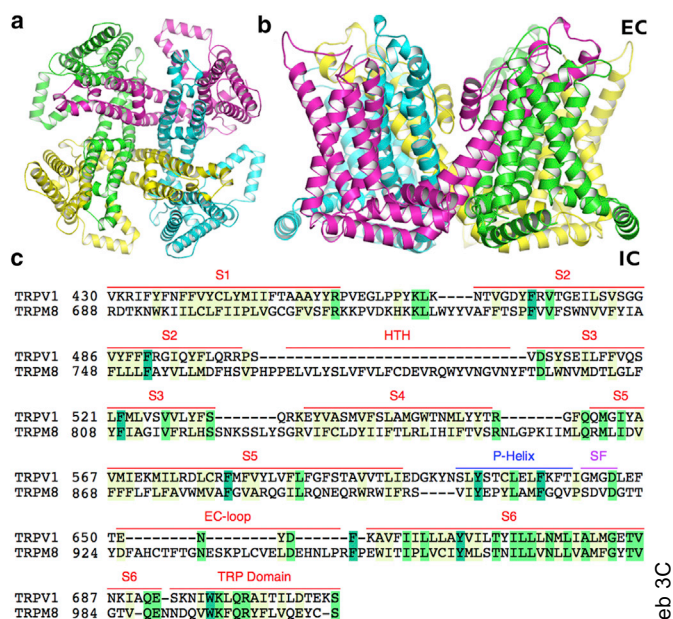 a
b
EC
IC
c
S1 S2
TRPV1 430 VKRIFYFNFFVYCLYMIIFTAAAYYRPVEGLPPYKLK----NTVGDYFRVTGEILSVSGG
TRPM8 688 RDTKNWKIILCLFIIPLVGCGFVSFRKKPVDKHKKLLWYYVAFFTSPFVVFSWNVVFYIA
S2 HTH S3
TRPV1 486 VYFFFRGIQYFLQRRPS------------------------------VDSYSEILFFVQS
TRPM8 748 FLLLFAYVLLMDFHSVPHPPELVLYSLVFVLFCDEVRQWYVNGVNYFTDLWNVMDTLGLF
S3 S4 S5
TRPV1 521 LFMLVSVVLYFS--------QRKEYVASMVFSLAMGWTNMLYYTR------GFQQMGIYA
TRPM8 808 YFIAGIVFRLHSSNKSSLYSGRVIFCLDYIIFTLRLIHIFTVSRNLGPKIIMLQRMLIDV
S5 P-Helix SF
TRPV1 567 VMIEKMILRDLCRFMFVYLVFLFGFSTAVVTLIEDGKYNSLYSTCLELFKFTIGMGDLEF
TRPM8 868 FFFLFLFAVWMVAFGVARQGILRQNEQRWRWIFRS----VIYEPYLAMFGQVPSDVDGTT
EC-loop S6
TRPV1 650 TE--------N--------YD------F-KAVFIILLLAYVILTYILLLNMLIALMGETV
TRPM8 924 YDFAHCTFTGNESKPLCVELDEHNLPRFPEWITIPLVCIYMLSTNILLVNLLVAMFGYTV
S6 TRP Domain
TRPV1 687 NKIAQE-SKNIWKLQRAITILDTEKS
TRPM8 984 GTVQ-ENNDQVWKFQRYFLVQEYC-S
eb 3C